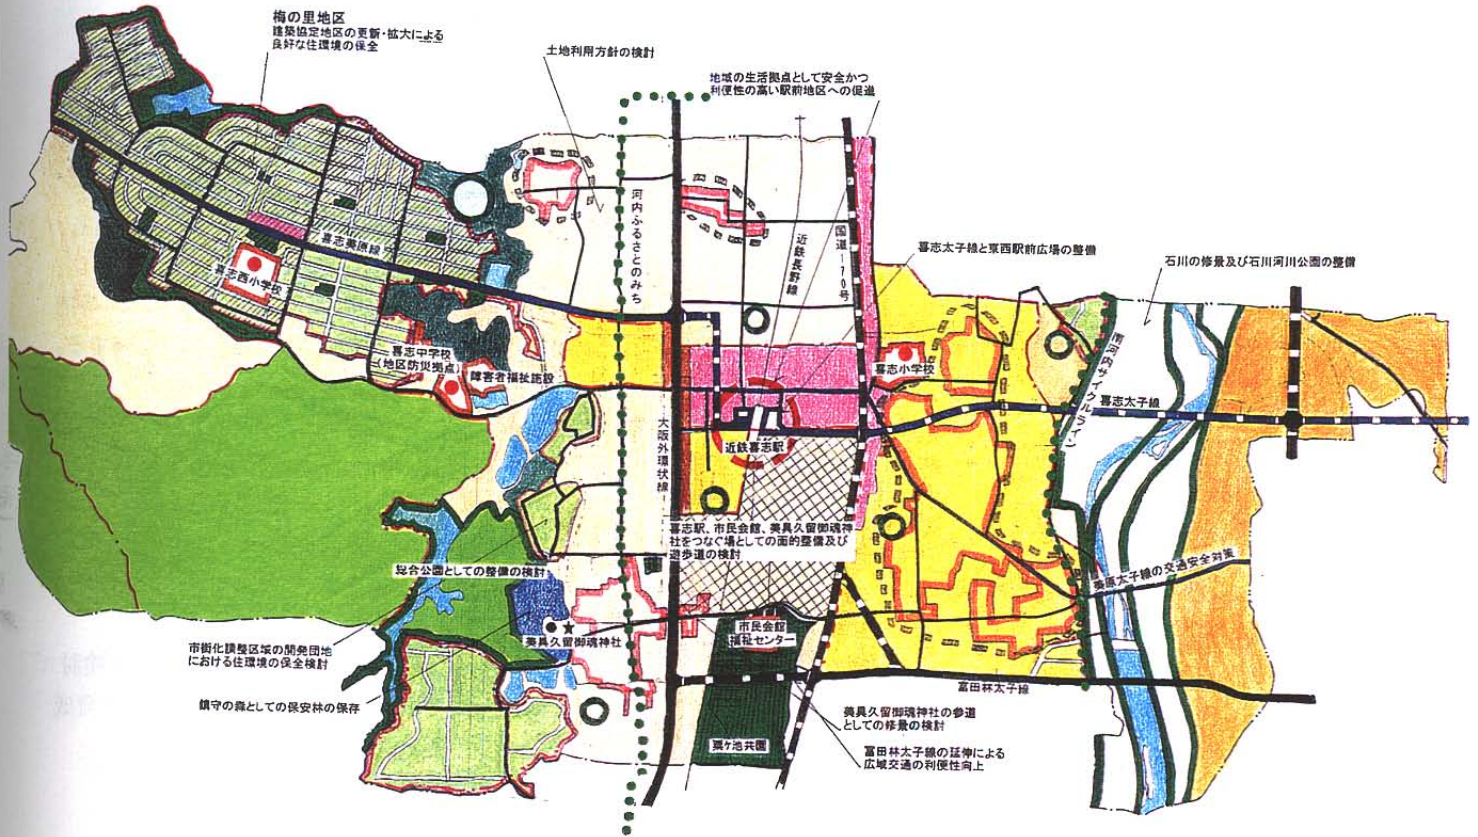 梅の里地区
建築協定地区の更新・拡大による
良好な住環境の保全
土地利用方針の検討
地域の生活拠点として安全かつ
利便性の高い駅前地区への促進
河内ふるさとのみち
近鉄長野線
国道170号
喜志太子線と東西駅前広場の整備
石川の修景及び石川河川公園の整備
喜志美原線
喜志西小学校
喜志中学校
(地区防災拠点)
障害者福祉施設
喜志小学校
南河内サイクルライン
喜志太子線
大阪外環状線
近鉄喜志駅
喜志駅、市民会館、美具久留御魂神
社をつなぐ場としての面的整備及び
遊歩道の検討
総合公園としての整備の検討
美原太子線の交通安全対策
美具久留御魂神社
市民会館
福祉センター
市街化調整区域の開発団地
における住環境の保全検討
鎮守の森としての保安林の保存
富田林太子線
美具久留御魂神社の参道
としての修景の検討
粟ケ池共園
富田林太子線の延伸による
広域交通の利便性向上